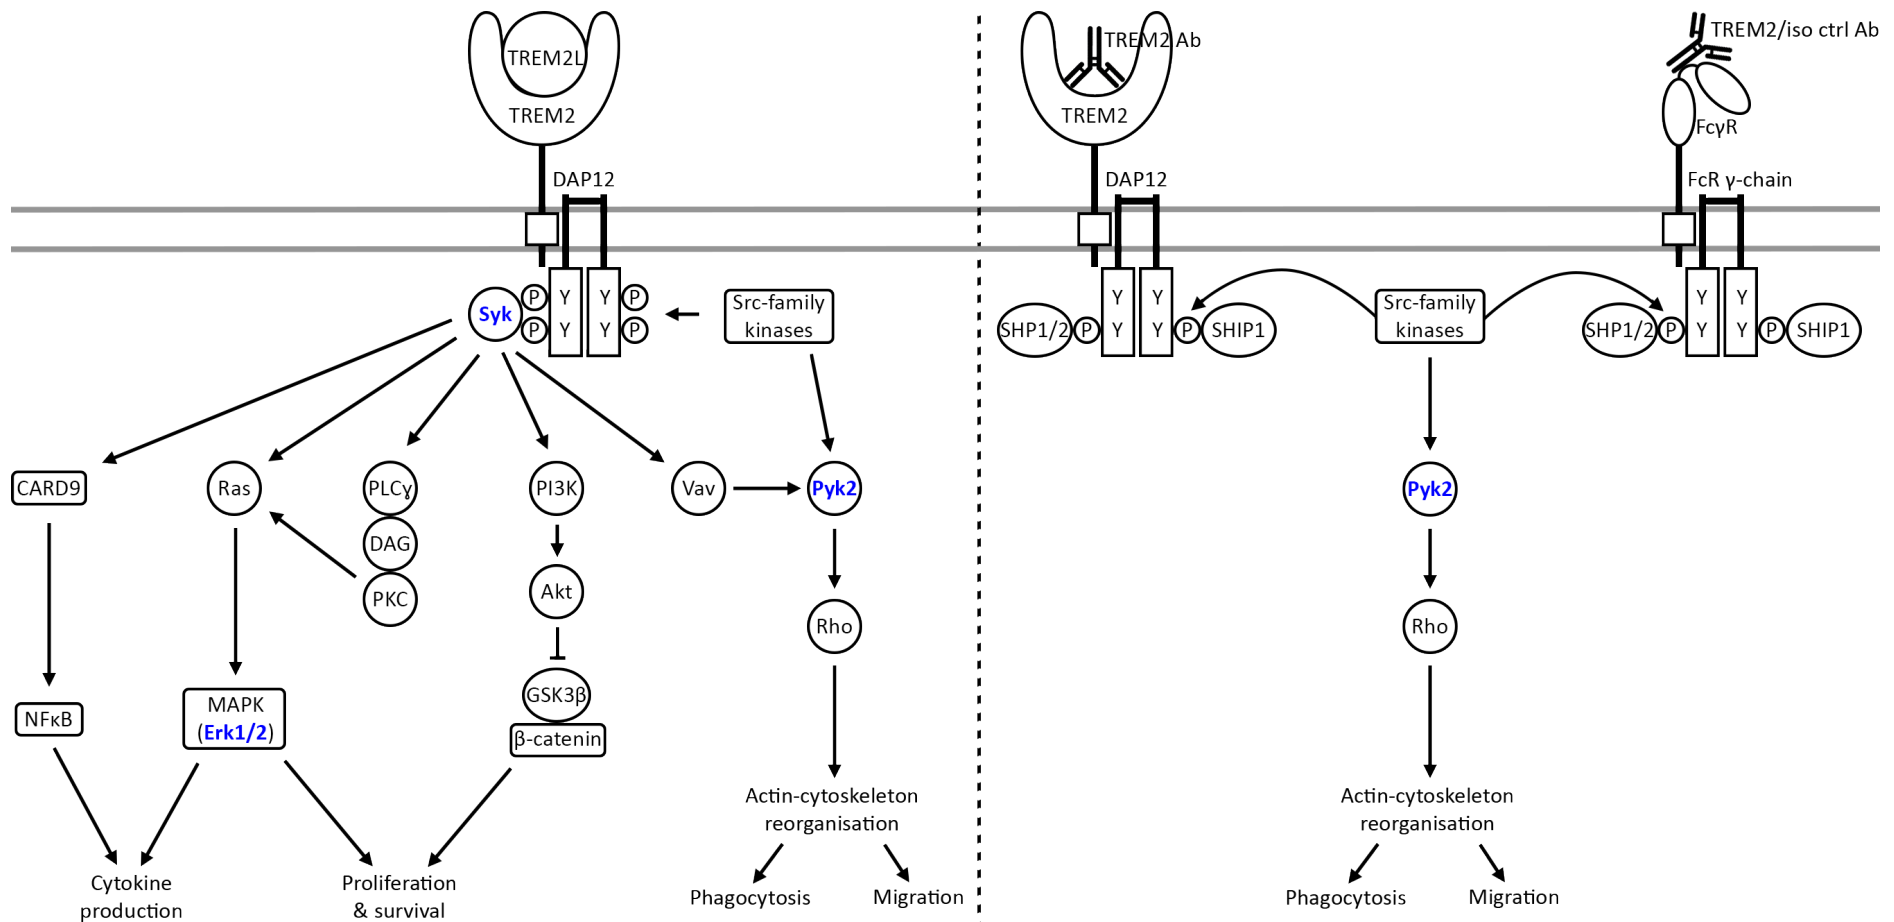 TREM2L
TREM2
DAP12
Syk
P
P
Y
Y
Y
Y
P
P
Src-family
kinases
CARD9
Ras
PLCɣ
DAG
PKC
PI3K
Akt
GSK3β
β-catenin
Vav
Pyk2
Rho
NFκB
MAPK
(Erk1/2)
Cytokine
production
Proliferation
& survival
Actin-cytoskeleton
reorganisation
Phagocytosis
Migration
TREM2 Ab
TREM2
DAP12
SHP1/2
P
Y
Y
Y
Y
P
SHIP1
Src-family
kinases
TREM2/iso ctrl Ab
FcγR
FcR γ-chain
SHP1/2
P
Y
Y
Y
Y
P
SHIP1
Pyk2
Rho
Actin-cytoskeleton
reorganisation
Phagocytosis
Migration